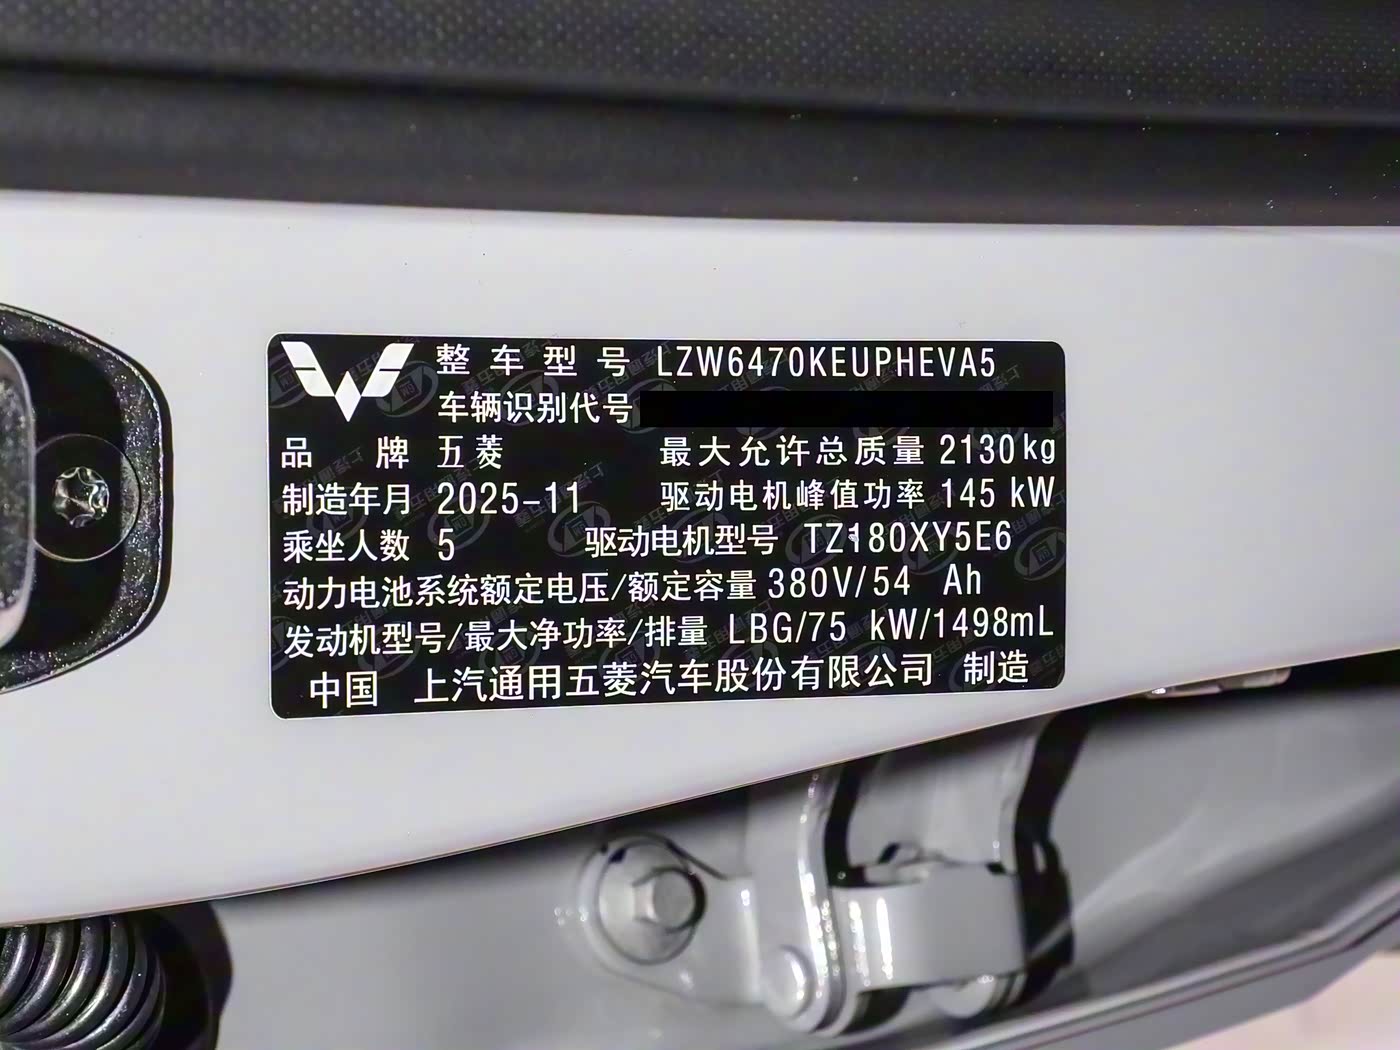 整车型号 LZW6470KEUPHEVA5
车辆识别代号
品牌 五菱 最大允许总质量 2130kg
制造年月 2025-11 驱动电机峰值功率 145 kW
乘坐人数 5 驱动电机型号 TZ180XY5E6
动力电池系统额定电压/额定容量 380V/54 Ah
发动机型号/最大净功率/排量 LBG/75 kW/1498mL
中国 上汽通用五菱汽车股份有限公司 制造